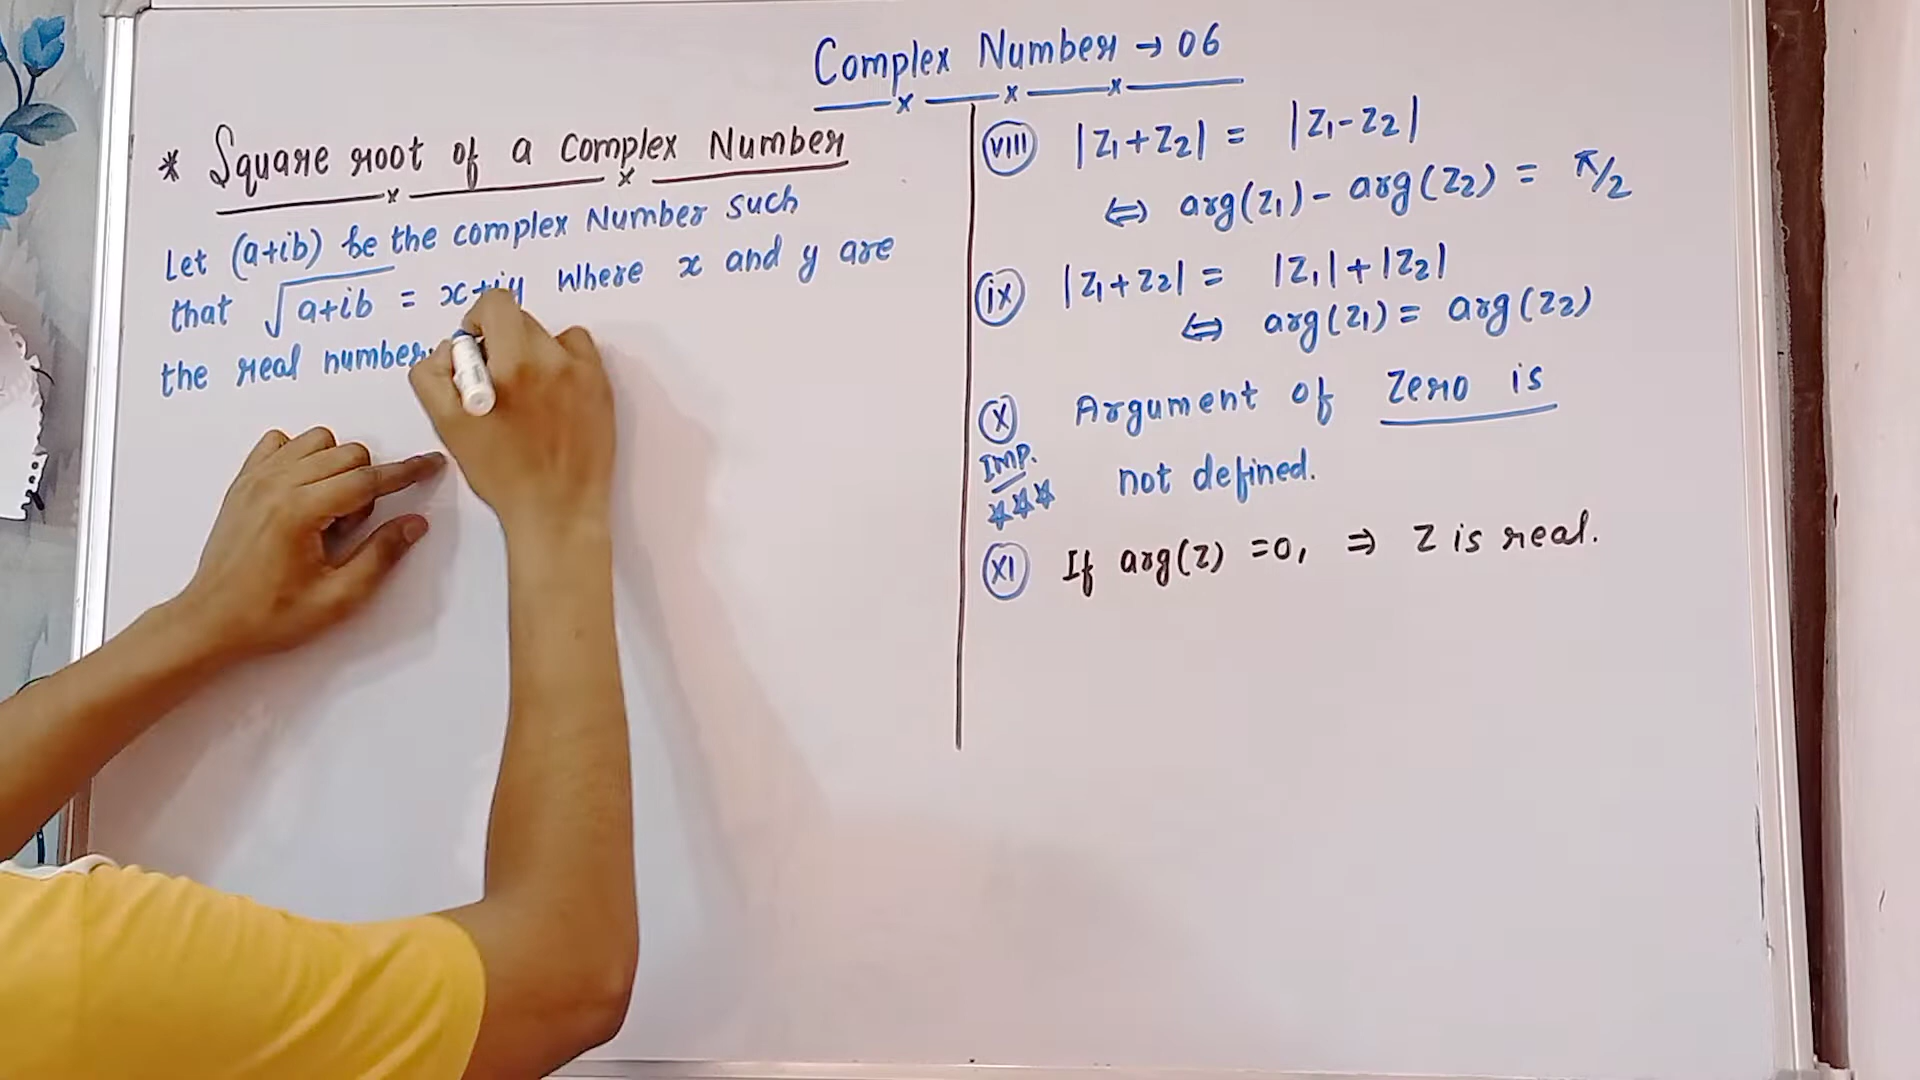 Complex Number → 06
* Square root of a Complex Number
Let (a+ib) be the complex Number such
that √a+ib = x+iy where x and y are
the real number
(viii) |Z1+Z2| = |Z1-Z2|
⇔ arg(Z1) - arg(Z2) = π/2
(ix) |Z1+Z2| = |Z1|+|Z2|
⇔ arg(Z1) = arg(Z2)
(x) Argument of Zero is
IMP. not defined.
(xi) If arg(Z) = 0, ⇒ Z is real.